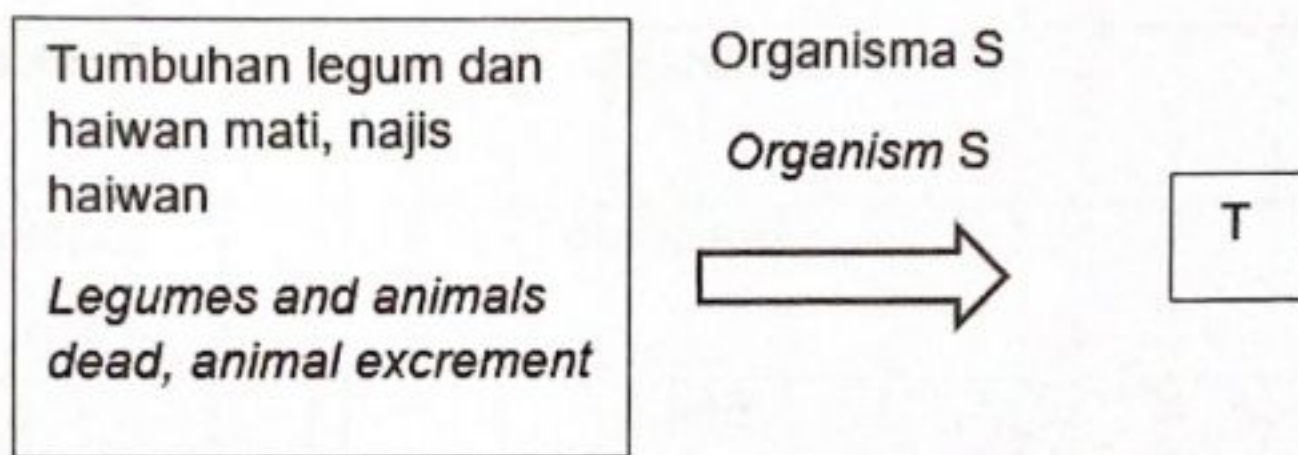 Tumbuhan legum dan
haiwan mati, najis
haiwan
Legumes and animals
dead, animal excrement
Organisma S
Organism S
T